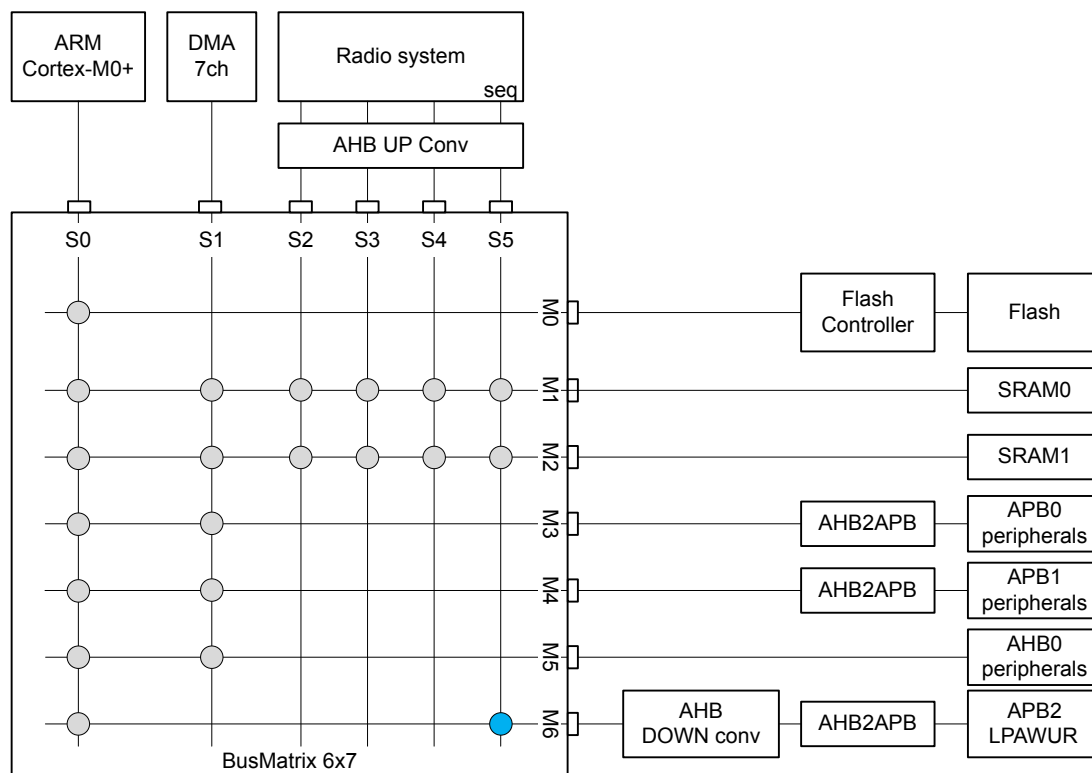 ARM
Cortex-M0+
DMA
7ch
Radio system
seq
AHB UP Conv
S0
S1
S2
S3
S4
S5
M0
Flash
Controller
Flash
M1
SRAM0
M2
SRAM1
M3
AHB2APB
APB0
peripherals
M4
AHB2APB
APB1
peripherals
M5
AHB0
peripherals
M6
AHB
DOWN conv
AHB2APB
APB2
LPAWUR
BusMatrix 6x7